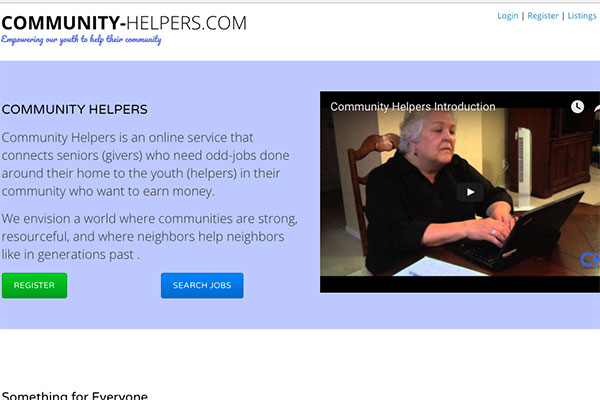 COMMUNITY-HELPERS.COM
Empowering our youth to help their community
Login | Register | Listings
COMMUNITY HELPERS
Community Helpers is an online service that
connects seniors (givers) who need odd-jobs done
around their home to the youth (helpers) in their
community who want to earn money.
We envision a world where communities are strong,
resourceful, and where neighbors help neighbors
like in generations past .
REGISTER
SEARCH JOBS
Community Helpers Introduction
Something for Everyone